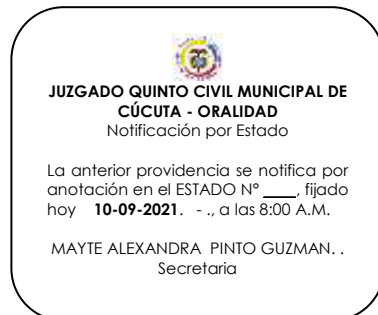 JUZGADO QUINTO CIVIL MUNICIPAL DE
CÚCUTA - ORALIDAD
Notificación por Estado
La anterior providencia se notifica por
anotación en el ESTADO N° ____, fijado
hoy 10-09-2021. - ., a las 8:00 A.M.
MAYTE ALEXANDRA PINTO GUZMAN. .
Secretaria